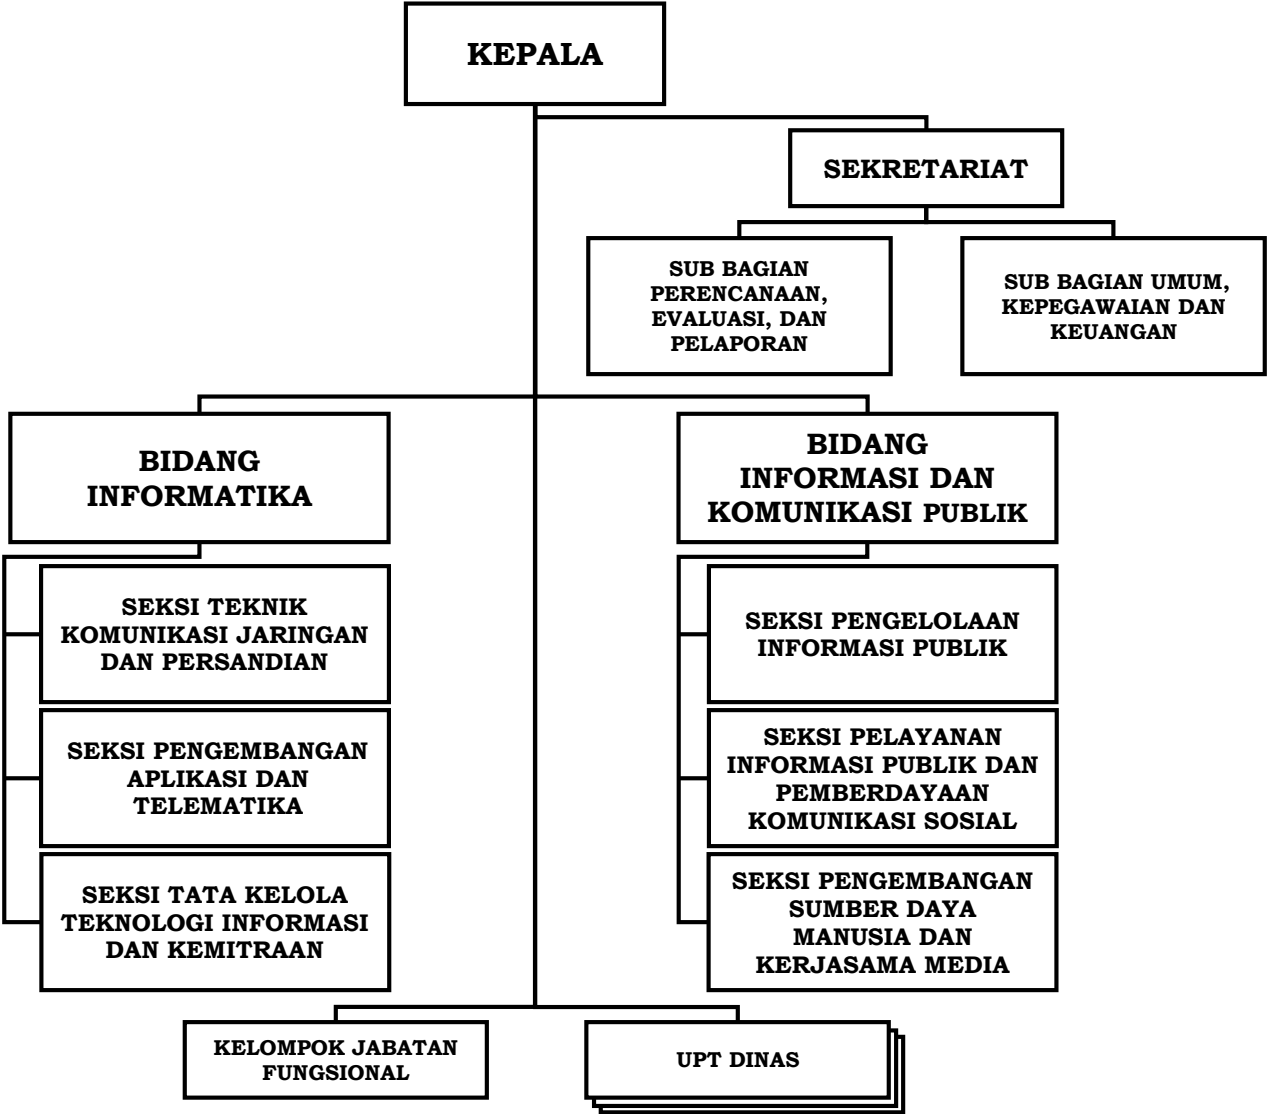 KEPALA
SEKRETARIAT
SUB BAGIAN
PERENCANAAN,
EVALUASI, DAN
PELAPORAN
SUB BAGIAN UMUM,
KEPEGAWAIAN DAN
KEUANGAN
BIDANG
INFORMATIKA
SEKSI TEKNIK
KOMUNIKASI JARINGAN
DAN PERSANDIAN
SEKSI PENGEMBANGAN
APLIKASI DAN
TELEMATIKA
SEKSI TATA KELOLA
TEKNOLOGI INFORMASI
DAN KEMITRAAN
BIDANG
INFORMASI DAN
KOMUNIKASI PUBLIK
SEKSI PENGELOLAAN
INFORMASI PUBLIK
SEKSI PELAYANAN
INFORMASI PUBLIK DAN
PEMBERDAYAAN
KOMUNIKASI SOSIAL
SEKSI PENGEMBANGAN
SUMBER DAYA
MANUSIA DAN
KERJASAMA MEDIA
KELOMPOK JABATAN
FUNGSIONAL
UPT DINAS